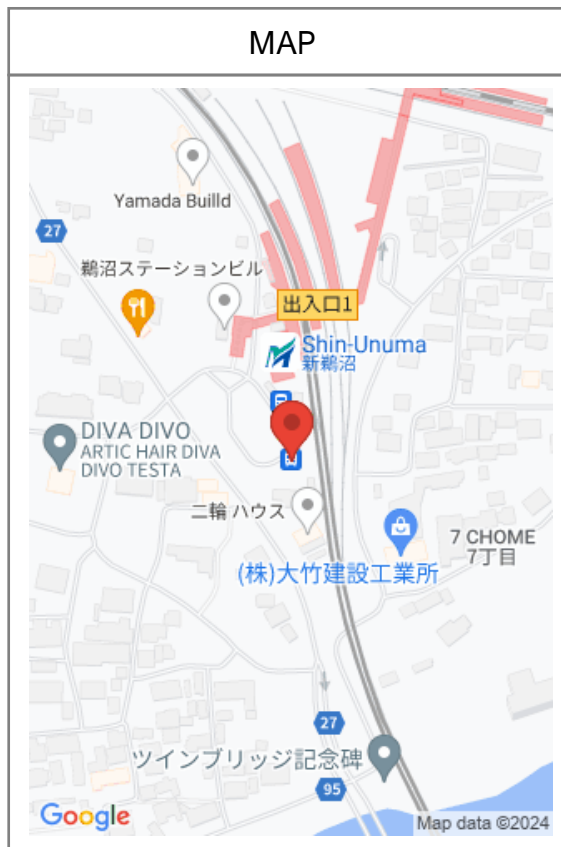 MAP
Yamada Builld
27
鵜沼ステーションビル
出入口1
Shin-Unuma
新鵜沼
DIVA DIVO
ARTIC HAIR DIVA
DIVO TESTA
二輪 ハウス
7 CHOME
7丁目
(株)大竹建設工業所
27
ツインブリッジ記念碑
95
Google
Map data ©2024